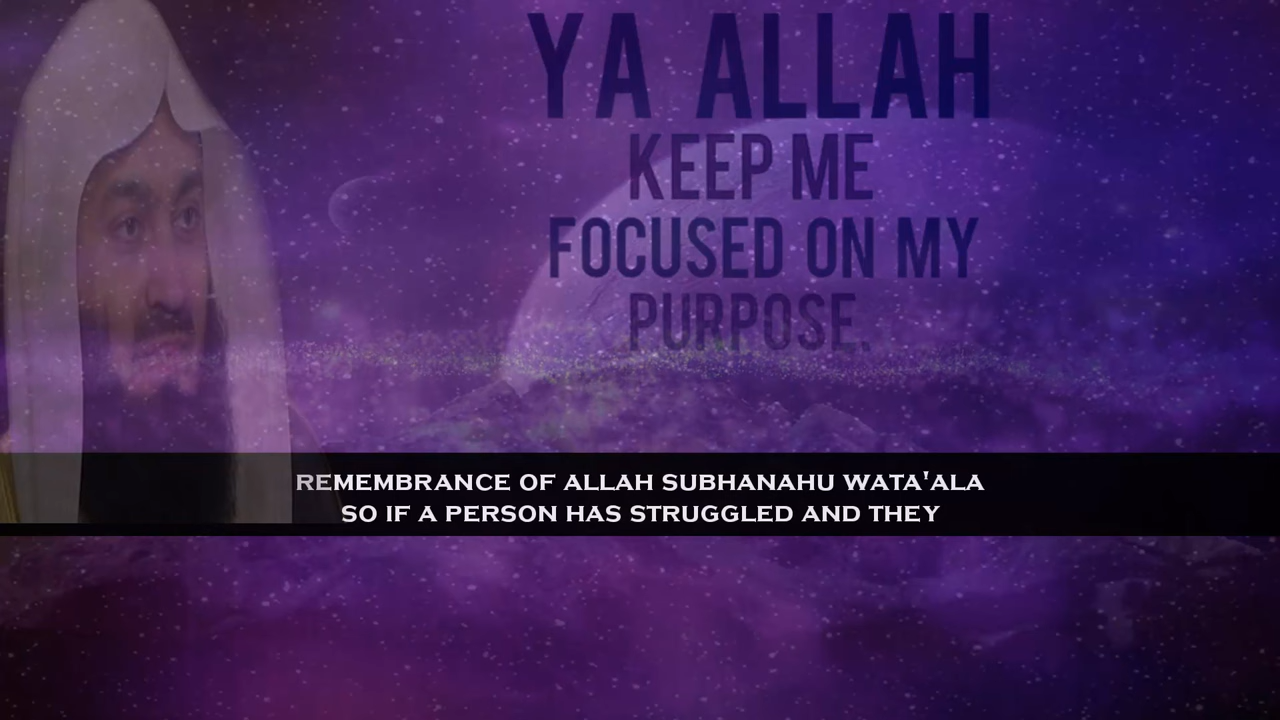 YA ALLAH
KEEP ME
FOCUSED ON MY
PURPOSE.
REMEMBRANCE OF ALLAH SUBHANAHU WATA'ALA
SO IF A PERSON HAS STRUGGLED AND THEY